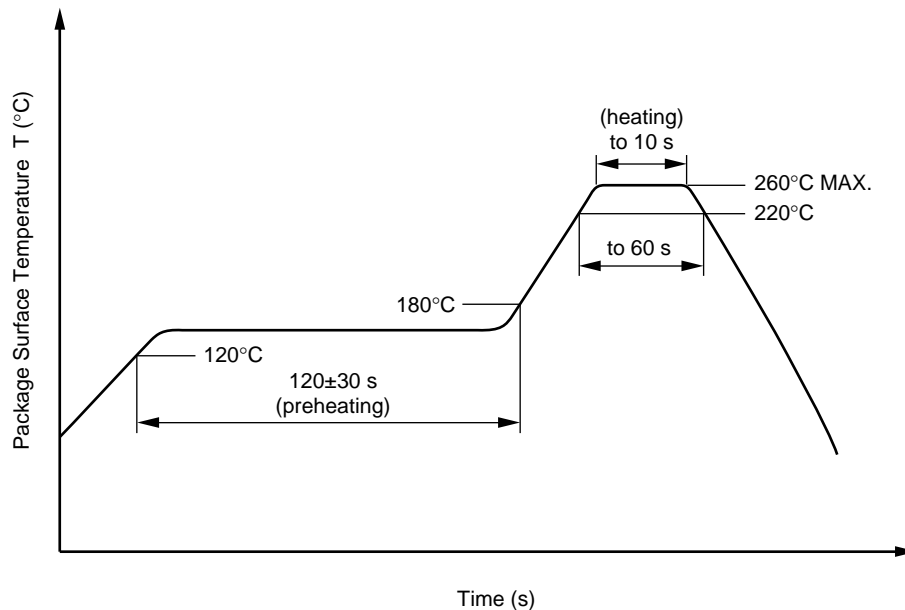 Package Surface Temperature T (°C)
(heating)
to 10 s
260°C MAX.
220°C
to 60 s
180°C
120°C
120±30 s
(preheating)
Time (s)